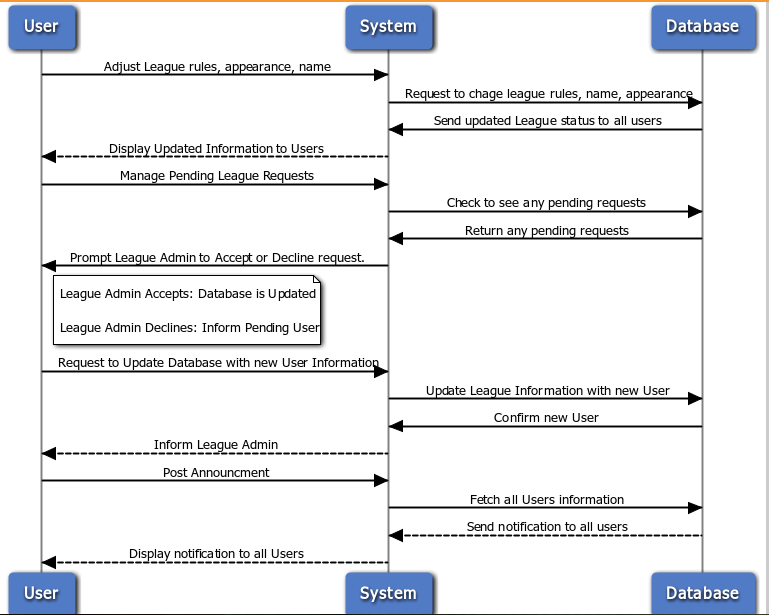 User
System
Database
Adjust League rules, appearance, name
Request to chage league rules, name, appearance
Send updated League status to all users
Display Updated Information to Users
Manage Pending League Requests
Check to see any pending requests
Return any pending requests
Prompt League Admin to Accept or Decline request.
League Admin Accepts: Database is Updated
League Admin Declines: Inform Pending User
Request to Update Database with new User Information
Update League Information with new User
Confirm new User
Inform League Admin
Post Announcment
Fetch all Users information
Send notification to all users
Display notification to all Users
User
System
Database